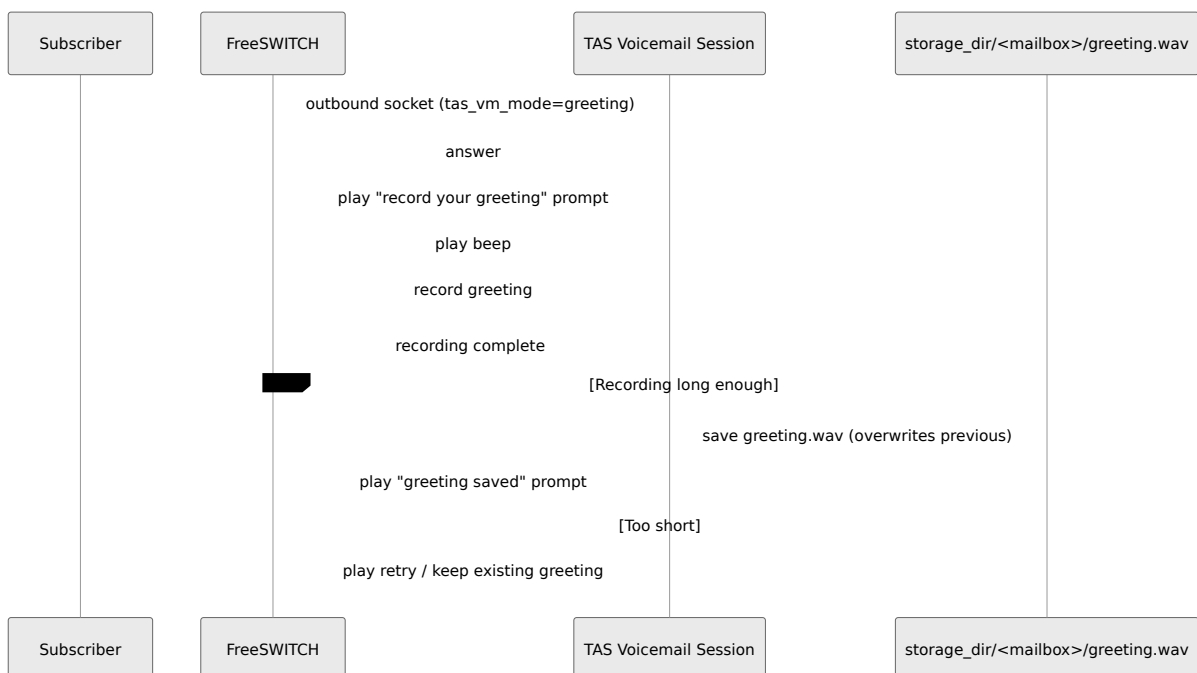 Subscriber
FreeSWITCH
TAS Voicemail Session
storage_dir/<mailbox>/greeting.wav
outbound socket (tas_vm_mode=greeting)
answer
play "record your greeting" prompt
play beep
record greeting
recording complete
[Recording long enough]
save greeting.wav (overwrites previous)
play "greeting saved" prompt
[Too short]
play retry / keep existing greeting
Subscriber
FreeSWITCH
TAS Voicemail Session
storage_dir/<mailbox>/greeting.wav